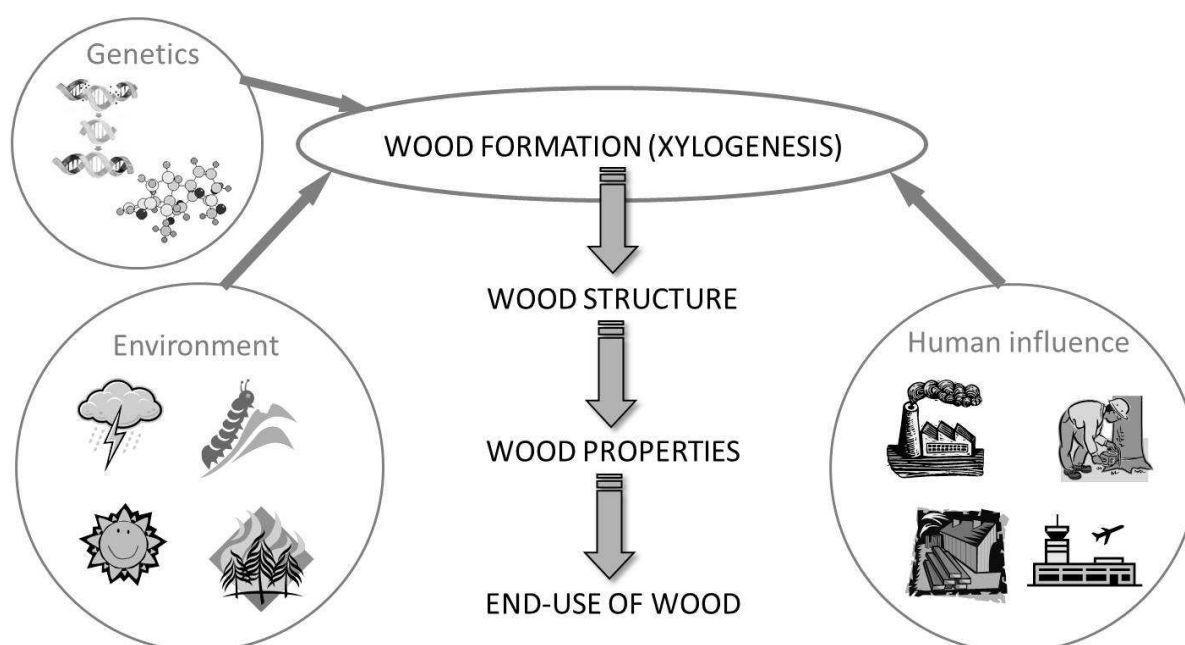 Genetics
WOOD FORMATION (XYLOGENESIS)
WOOD STRUCTURE
Environment
Human influence
WOOD PROPERTIES
END-USE OF WOOD